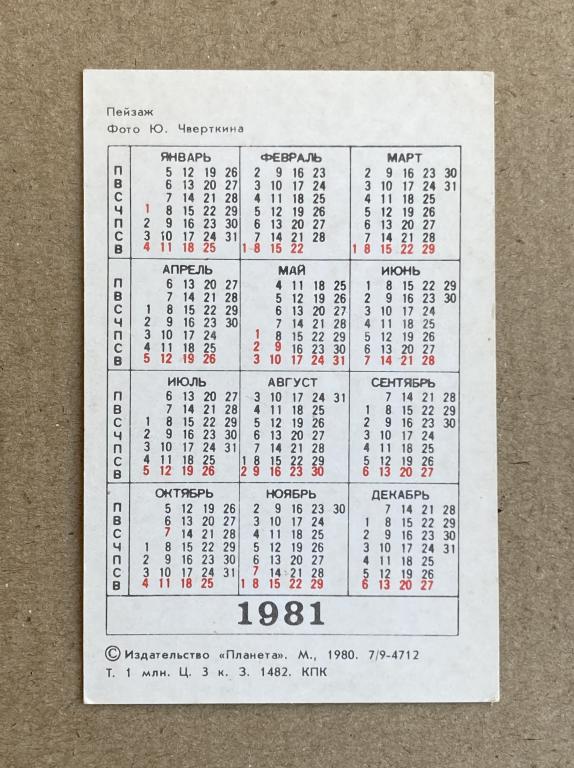 Пейзаж
Фото Ю. Чверткина
ЯНВАРЬ ФЕВРАЛЬ МАРТ
П 5 12 19 26 2 9 16 23 2 9 16 23 30
В 6 13 20 27 3 10 17 24 3 10 17 24 31
С 7 14 21 28 4 11 18 25 4 11 18 25
Ч 1 8 15 22 29 5 12 19 26 5 12 19 26
П 2 9 16 23 30 6 13 20 27 6 13 20 27
С 3 10 17 24 31 7 14 21 28 7 14 21 28
В 4 11 18 25 1 8 15 22 1 8 15 22 29
АПРЕЛЬ МАЙ ИЮНЬ
П 6 13 20 27 4 11 18 25 1 8 15 22 29
В 7 14 21 28 5 12 19 26 2 9 16 23 30
С 1 8 15 22 29 6 13 20 27 3 10 17 24
Ч 2 9 16 23 30 7 14 21 28 4 11 18 25
П 3 10 17 24 1 8 15 22 29 5 12 19 26
С 4 11 18 25 2 9 16 23 30 6 13 20 27
В 5 12 19 26 3 10 17 24 31 7 14 21 28
ИЮЛЬ АВГУСТ СЕНТЯБРЬ
П 6 13 20 27 3 10 17 24 31 7 14 21 28
В 7 14 21 28 4 11 18 25 1 8 15 22 29
С 1 8 15 22 29 5 12 19 26 2 9 16 23 30
Ч 2 9 16 23 30 6 13 20 27 3 10 17 24
П 3 10 17 24 31 7 14 21 28 4 11 18 25
С 4 11 18 25 1 8 15 22 29 5 12 19 26
В 5 12 19 26 2 9 16 23 30 6 13 20 27
ОКТЯБРЬ НОЯБРЬ ДЕКАБРЬ
П 5 12 19 26 2 9 16 23 30 7 14 21 28
В 6 13 20 27 3 10 17 24 1 8 15 22 29
С 7 14 21 28 4 11 18 25 2 9 16 23 30
Ч 1 8 15 22 29 5 12 19 26 3 10 17 24 31
П 2 9 16 23 30 6 13 20 27 4 11 18 25
С 3 10 17 24 31 7 14 21 28 5 12 19 26
В 4 11 18 25 1 8 15 22 29 6 13 20 27
1981
© Издательство «Планета». М., 1980. 7/9-4712
Т. 1 млн. Ц. 3 к. З. 1482. КПК